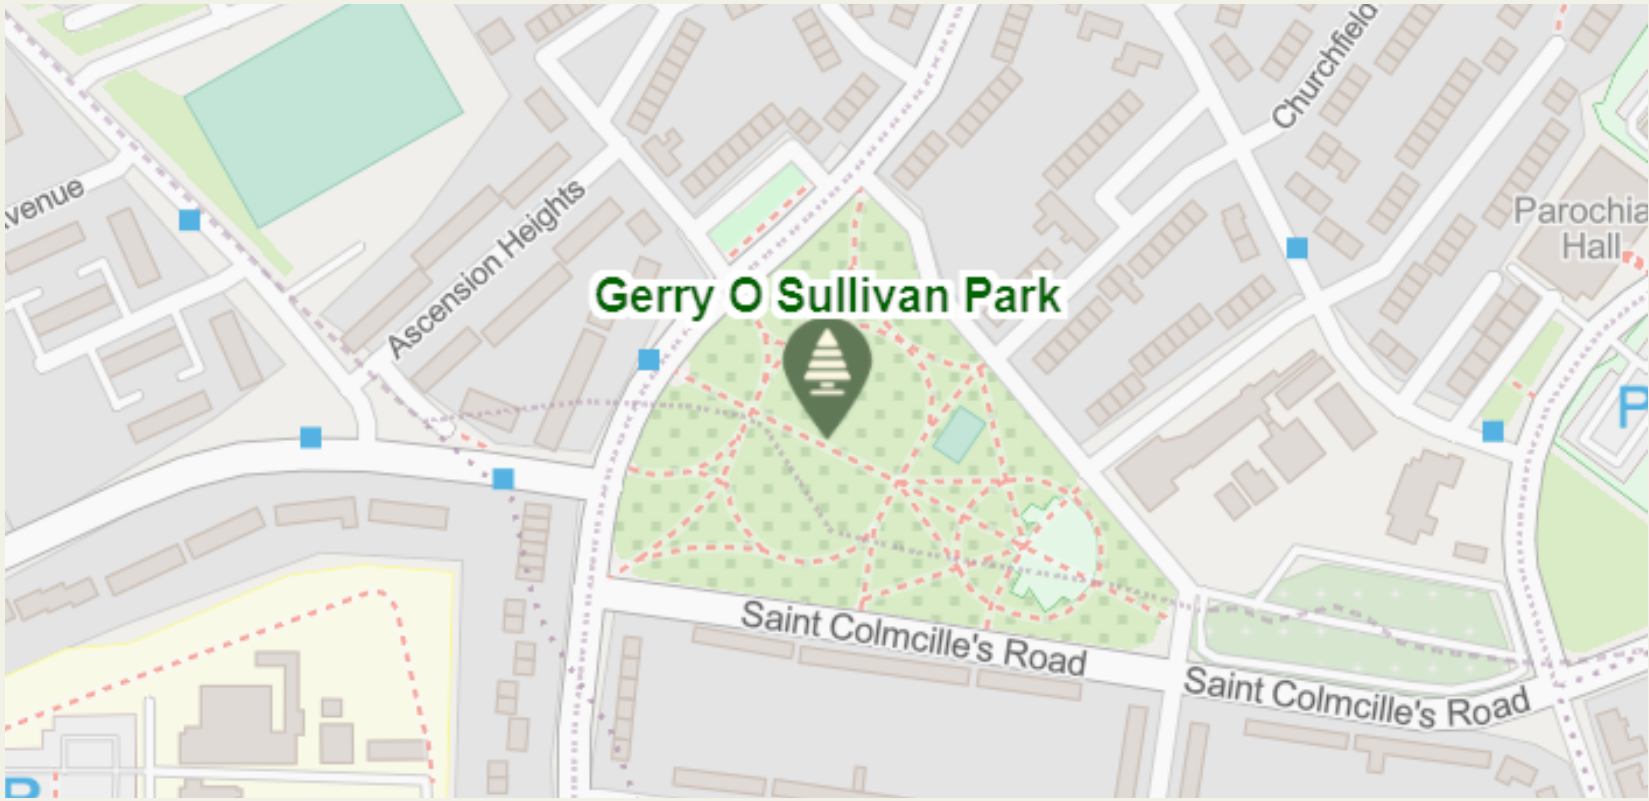 Churchfield
venue
Parochia
Hall
Ascension Heights
Gerry O Sullivan Park
P
Saint Colmcille's Road
Saint Colmcille's Road
P